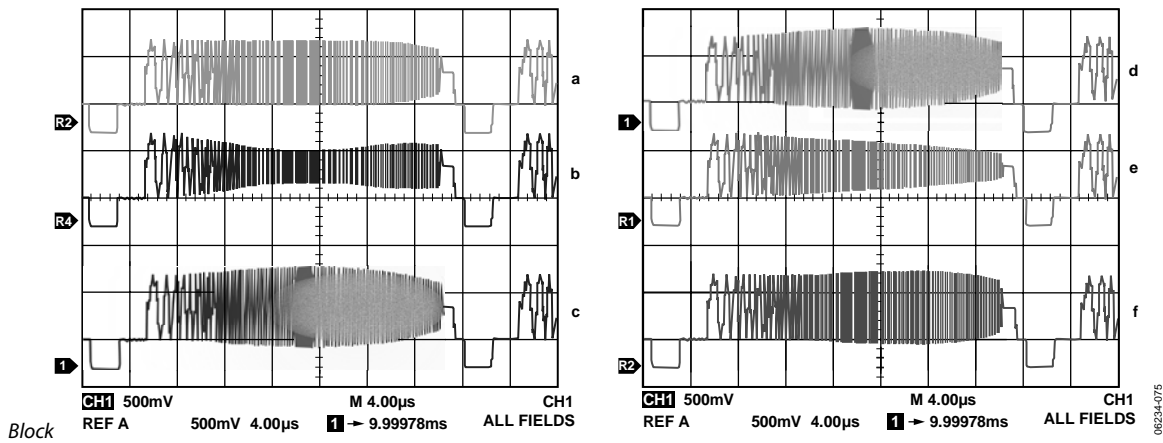 a
R2
b
R4
c
1
CH1 500mV M 4.00µs CH1
REF A 500mV 4.00µs 1 → 9.99978ms ALL FIELDS
d
1
e
R1
f
R2
CH1 500mV M 4.00µs CH1
REF A 500mV 4.00µs 1 → 9.99978ms ALL FIELDS
06234-075
Block